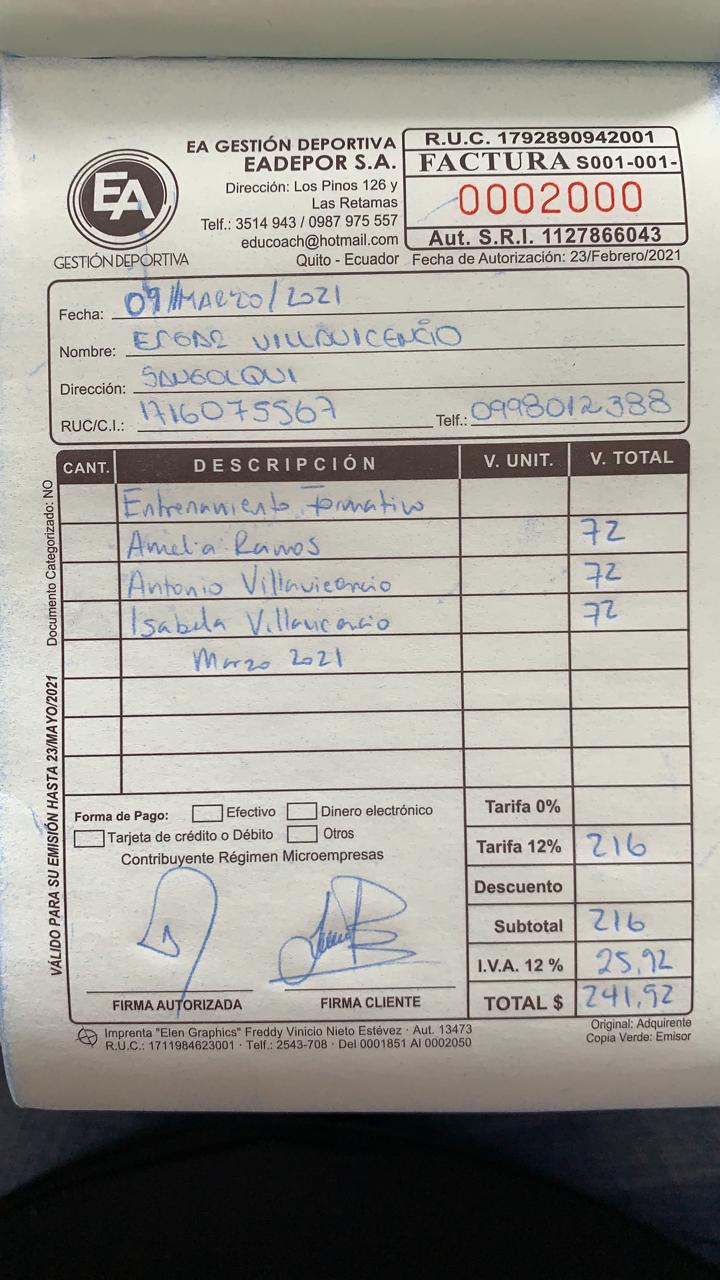 EA
GESTIÓN DEPORTIVA
EA GESTIÓN DEPORTIVA
EADEPOR S.A.
Dirección: Los Pinos 126 y
Las Retamas
Telf.: 3514 943 / 0987 975 557
educoach@hotmail.com
Quito - Ecuador
R.U.C. 1792890942001
FACTURA S001-001-
0002000
Aut. S.R.I. 1127866043
Fecha de Autorización: 23/Febrero/2021
Fecha: 09/MARZO/2021
Nombre: EDGAR VILLAVICENCIO
Dirección: SANGOLQUI
RUC/C.I.: 1716075567 Telf.: 0998012388
CANT. DESCRIPCIÓN V. UNIT. V. TOTAL
Entrenamiento Formativo
Amelia Ramos 72
Antonio Villavicencio 72
Isabela Villavicencio 72
Marzo 2021
Documento Categorizado: NO
VÁLIDO PARA SU EMISIÓN HASTA 23/MAYO/2021
Forma de Pago: Efectivo Dinero electrónico
Tarjeta de crédito o Débito Otros
Contribuyente Régimen Microempresas
FIRMA AUTORIZADA FIRMA CLIENTE
Tarifa 0%
Tarifa 12% 216
Descuento
Subtotal 216
I.V.A. 12 % 25,92
TOTAL $ 241,92
Imprenta "Elen Graphics" Freddy Vinicio Nieto Estévez · Aut. 13473
R.U.C.: 1711984623001 · Telf.: 2543-708 · Del 0001851 Al 0002050
Original: Adquirente
Copia Verde: Emisor